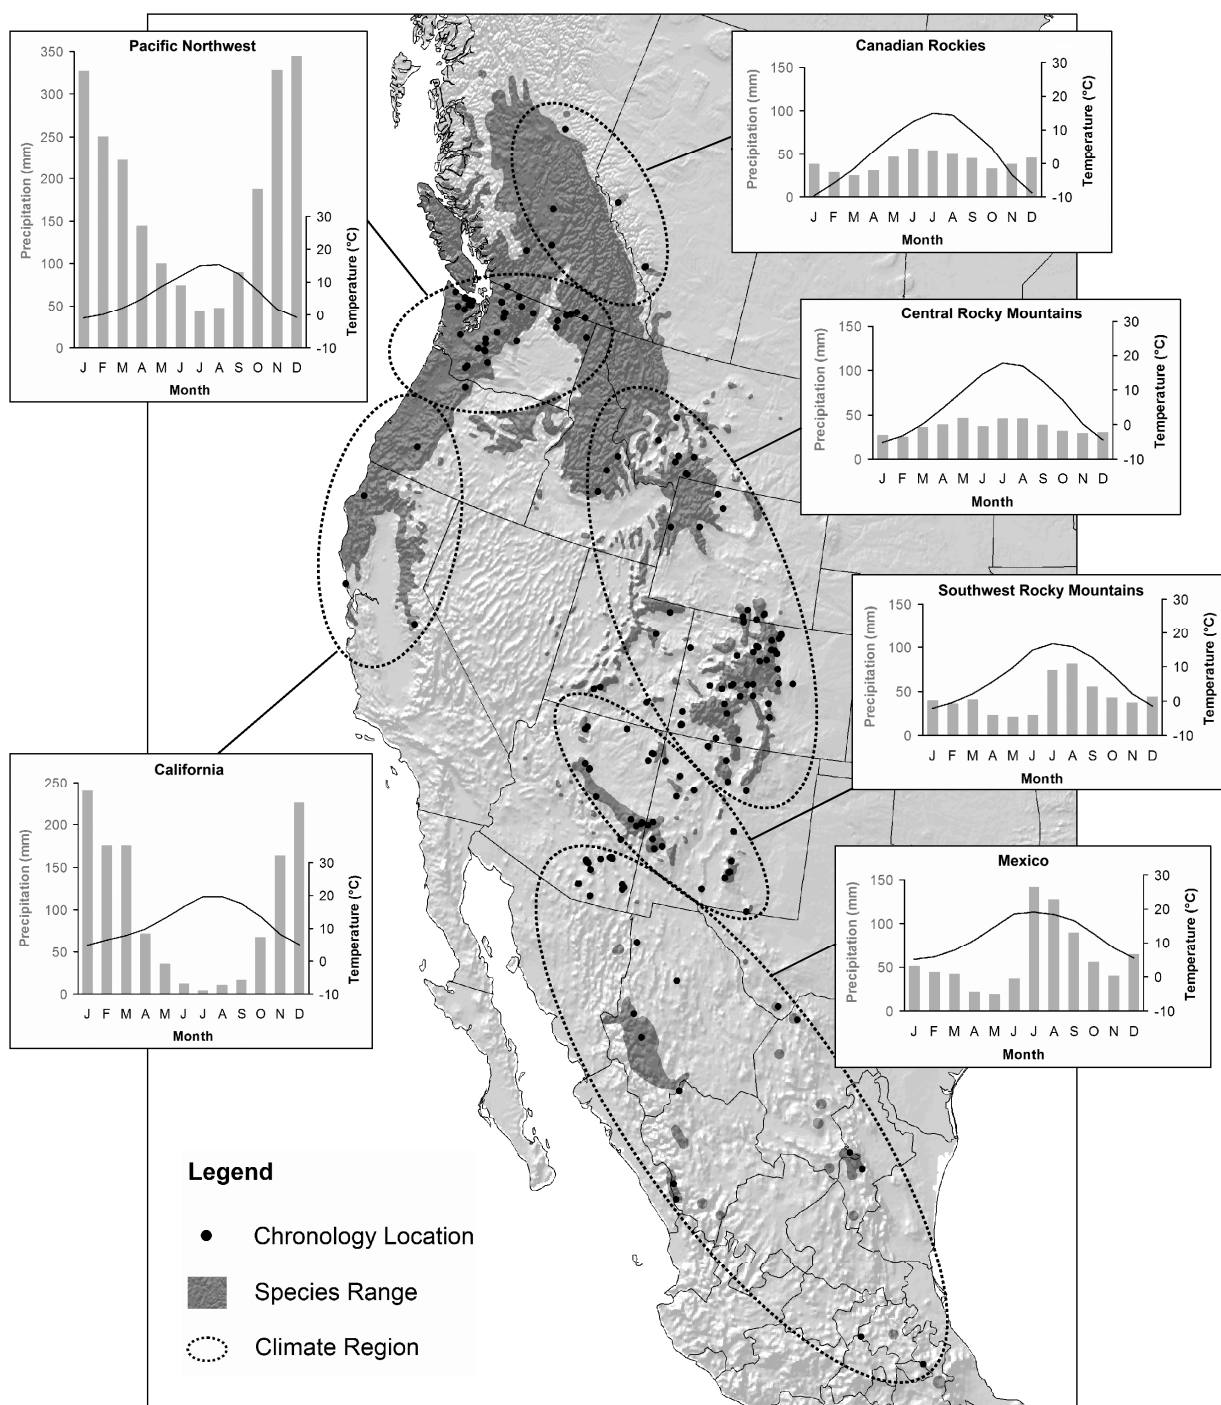 Pacific Northwest
350
300
250
200
150
100
50
0
Precipitation (mm)
30
20
10
0
-10
Temperature (°C)
J F M A M J J A S O N D
Month
Canadian Rockies
150
100
50
0
Precipitation (mm)
30
20
10
0
-10
Temperature (°C)
J F M A M J J A S O N D
Month
Central Rocky Mountains
150
100
50
0
Precipitation (mm)
30
20
10
0
-10
Temperature (°C)
J F M A M J J A S O N D
Month
Southwest Rocky Mountains
150
100
50
0
Precipitation (mm)
30
20
10
0
-10
Temperature (°C)
J F M A M J J A S O N D
Month
California
250
200
150
100
50
0
Precipitation (mm)
30
20
10
0
-10
Temperature (°C)
J F M A M J J A S O N D
Month
Mexico
150
100
50
0
Precipitation (mm)
30
20
10
0
-10
Temperature (°C)
J F M A M J J A S O N D
Month
Legend
Chronology Location
Species Range
Climate Region